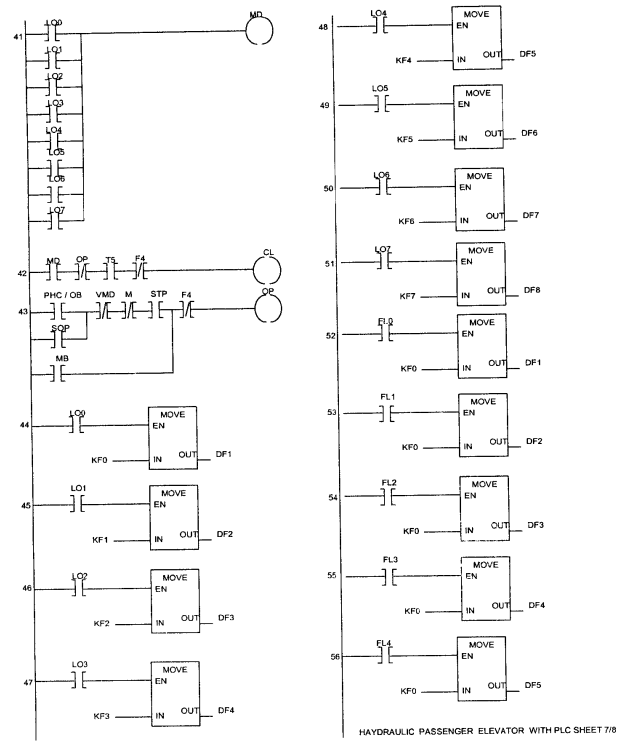 41
LO0
MD
LO1
LO2
LO3
LO4
LO5
LO6
LO7
42
MD OP T5 F4
CL
43
PHC / OB VMD M STP F4
OP
SOP
MB
44
LO0
MOVE
EN
KF0 IN OUT DF1
45
LO1
MOVE
EN
KF1 IN OUT DF2
46
LO2
MOVE
EN
KF2 IN OUT DF3
47
LO3
MOVE
EN
KF3 IN OUT DF4
48
LO4
MOVE
EN
KF4 IN OUT DF5
49
LO5
MOVE
EN
KF5 IN OUT DF6
50
LO6
MOVE
EN
KF6 IN OUT DF7
51
LO7
MOVE
EN
KF7 IN OUT DF8
52
FL0
MOVE
EN
KF0 IN OUT DF1
53
FL1
MOVE
EN
KF0 IN OUT DF2
54
FL2
MOVE
EN
KF0 IN OUT DF3
55
FL3
MOVE
EN
KF0 IN OUT DF4
56
FL4
MOVE
EN
KF0 IN OUT DF5
HAYDRAULIC PASSENGER ELEVATOR WITH PLC SHEET 7/8